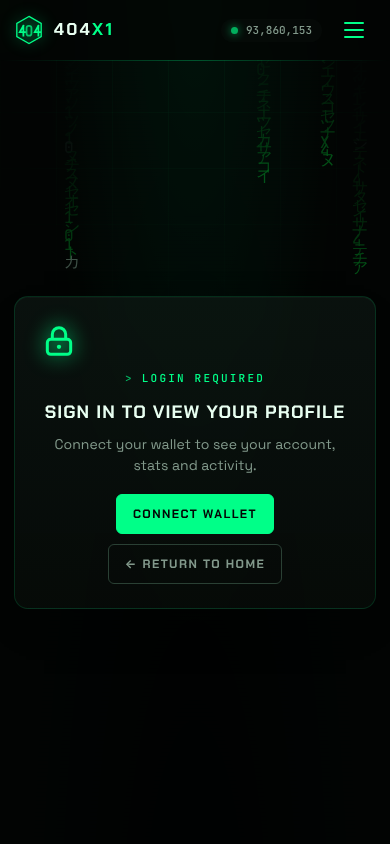 404 404X1
93,860,153
> LOGIN REQUIRED
SIGN IN TO VIEW YOUR PROFILE
Connect your wallet to see your account,
stats and activity.
CONNECT WALLET
← RETURN TO HOME